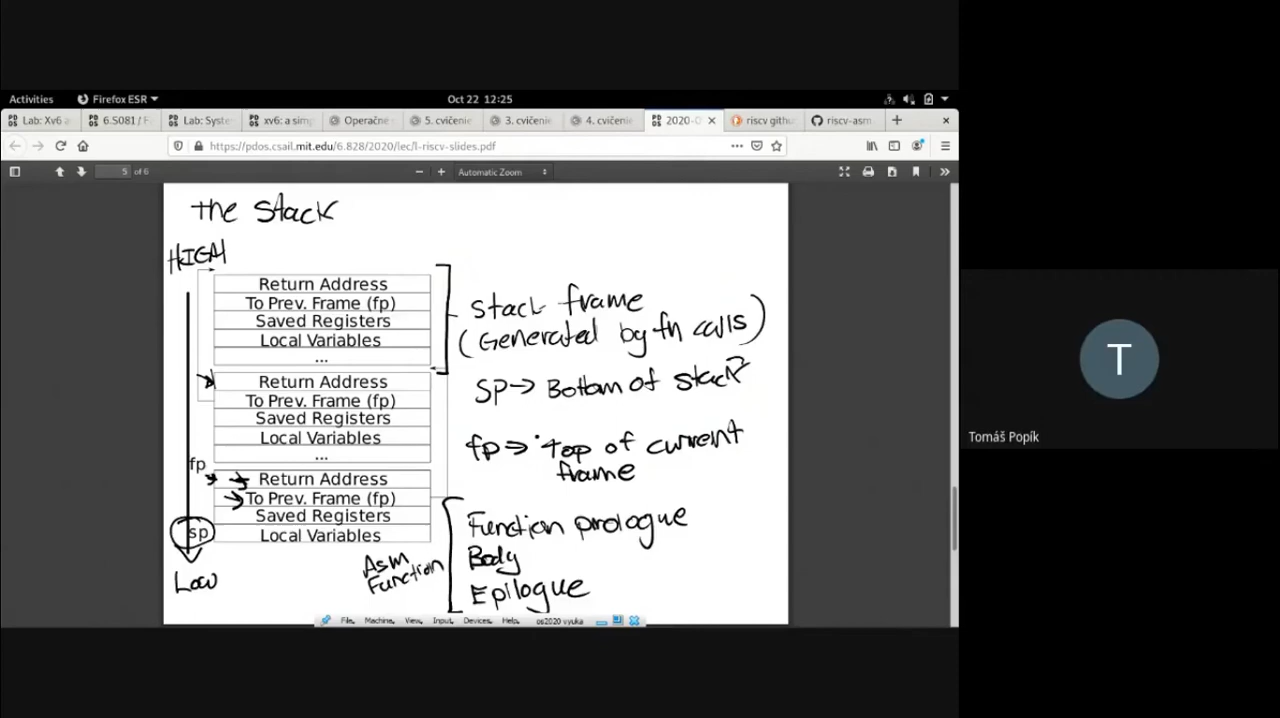 Activities Firefox ESR Oct 22 12:25
Lab: Xv6 a 6.S081 / F Lab: Syste xv6: a sim Operačné 5. cvičenie 3. cvičenie 4. cvičenie 2020-0 riscv githu riscv-asm
https://pdos.csail.mit.edu/6.828/2020/lec/l-riscv-slides.pdf
5 of 6 Automatic Zoom
The Stack
HIGH
Return Address
To Prev. Frame (fp)
Saved Registers
Local Variables
...
Return Address
To Prev. Frame (fp)
Saved Registers
Local Variables
...
fp
Return Address
To Prev. Frame (fp)
Saved Registers
sp
Local Variables
Low
Stack frame
(Generated by fn calls)
SP → Bottom of stack
fp → Top of current
frame
Asm
Function
Function prologue
Body
Epilogue
File Machine View Input Devices Help os2020 vyuka
T
Tomáš Popík